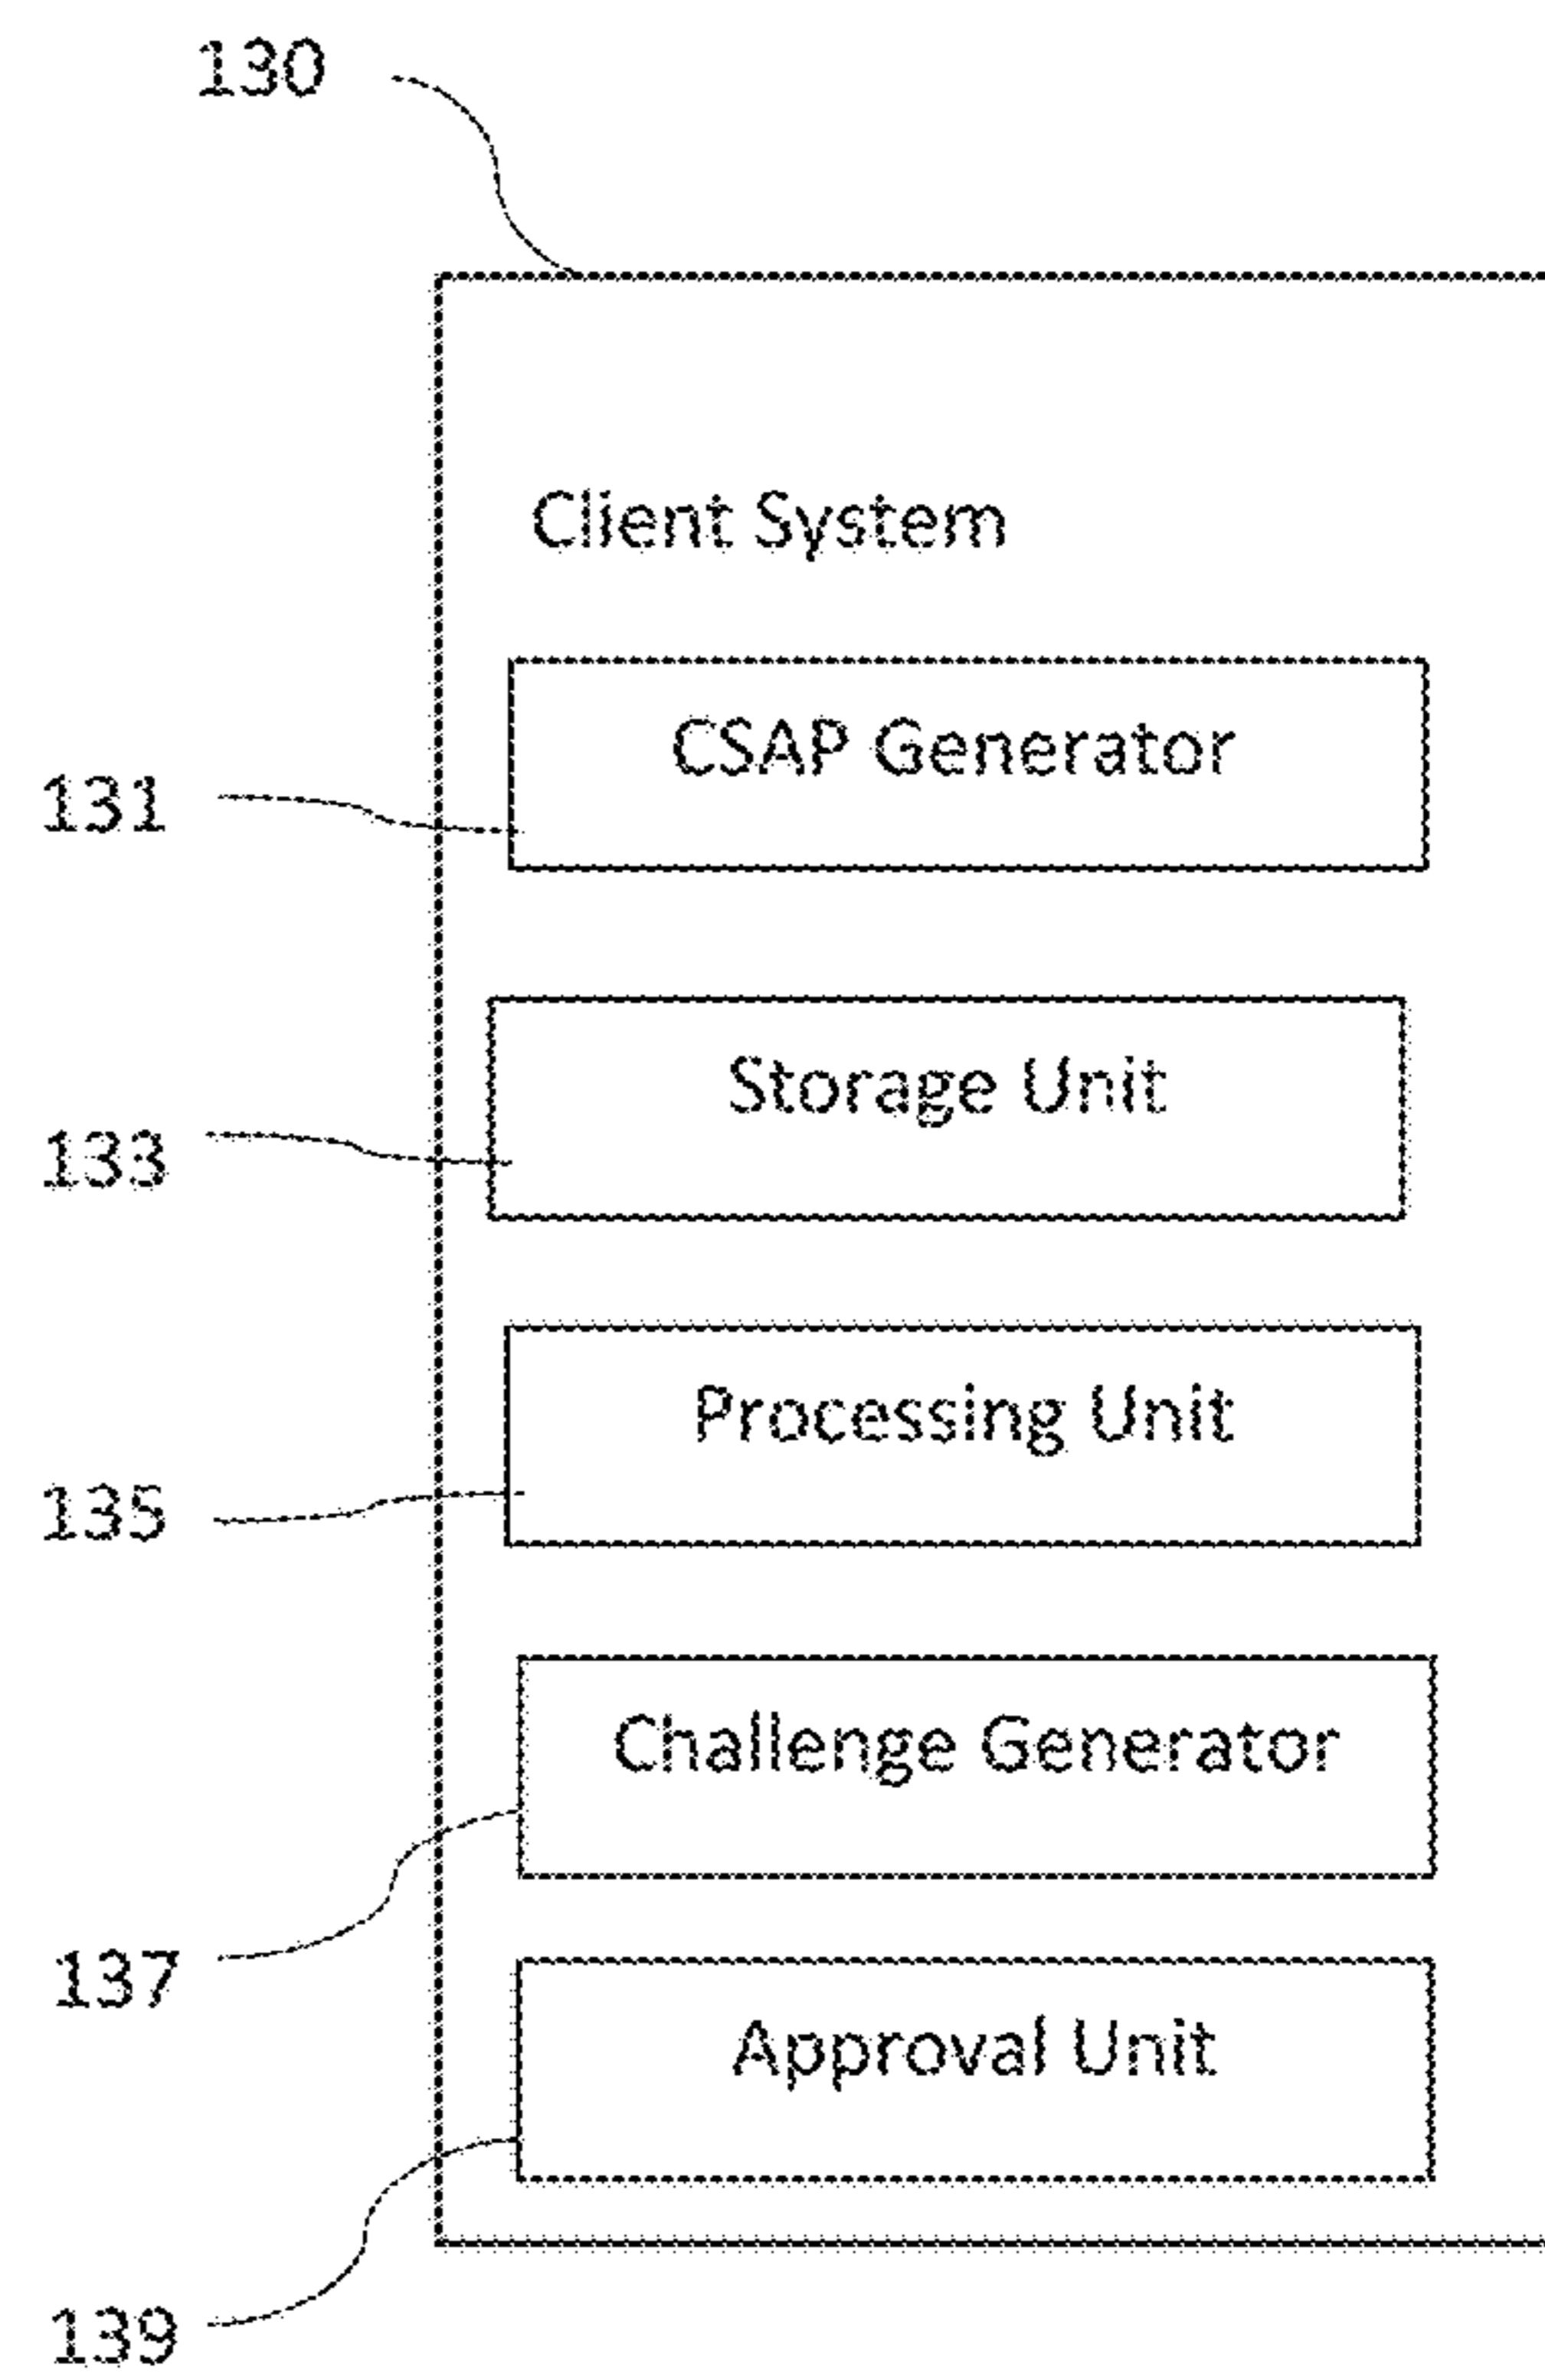 130
Client System
CSAP Generator
131
Storage Unit
133
Processing Unit
135
Challenge Generator
137
Approval Unit
139